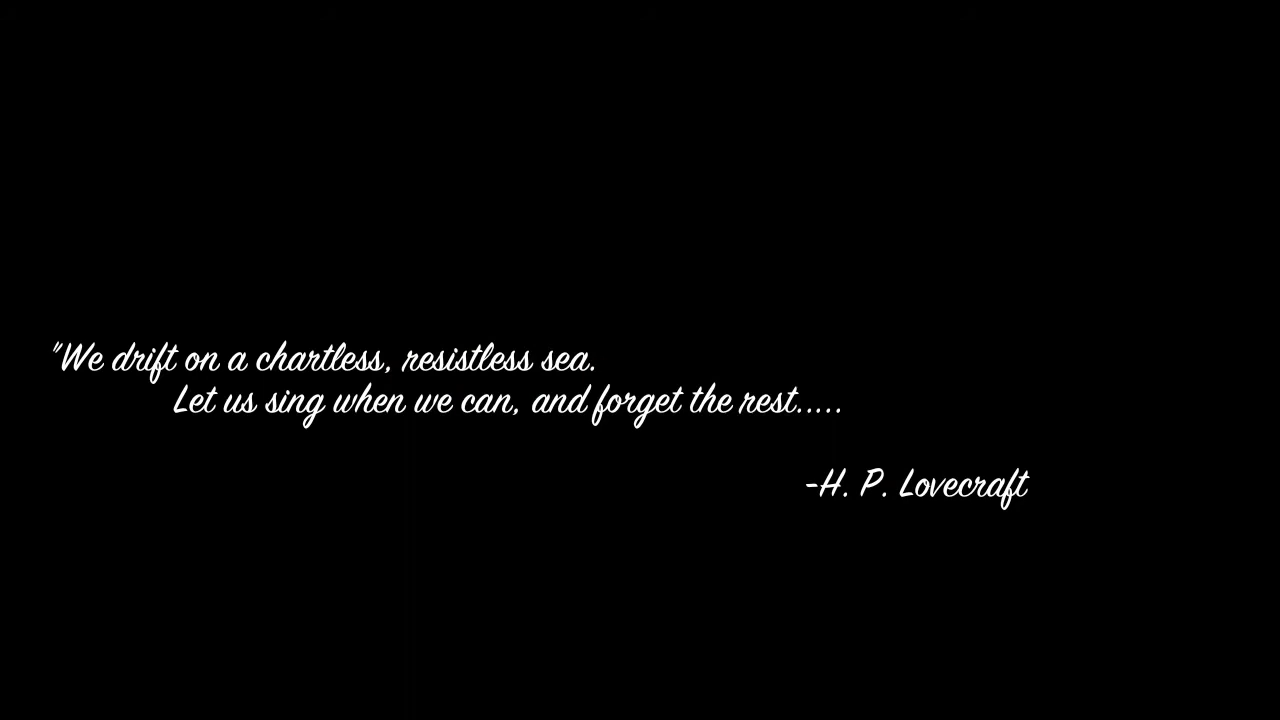 "We drift on a chartless, resistless sea.
Let us sing when we can, and forget the rest.....
-H. P. Lovecraft